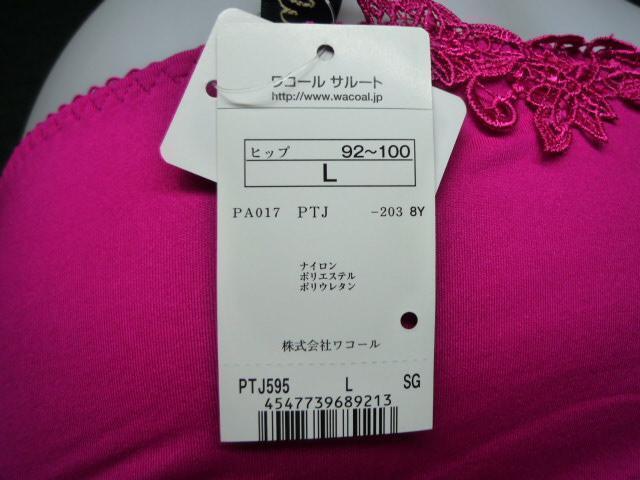 ワコール サルート
http://www.wacoal.jp
ヒップ 92~100
L
PA017 PTJ -203 8Y
ナイロン
ポリエステル
ポリウレタン
株式会社ワコール
PTJ595 L SG
4547739689213